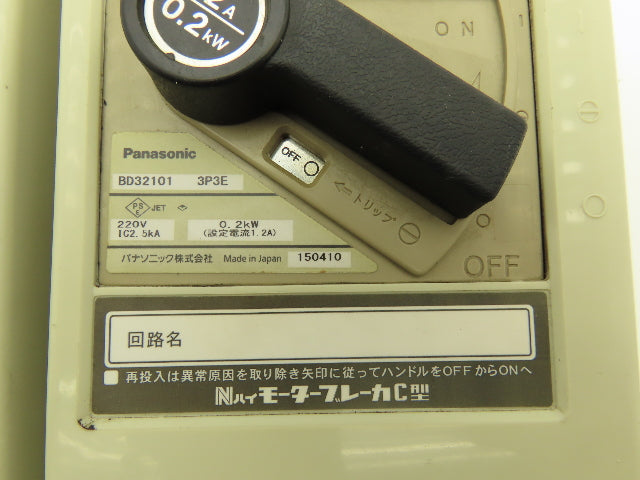 2A
0.2kW
ON
OFF
トリップ
OFF
Panasonic
BD32101 3P3E
PS E JET
220V 0.2kW
IC2.5kA (設定電流1.2A)
パナソニック株式会社 Made in Japan 150410
回路名
再投入は異常原因を取り除き矢印に従ってハンドルをOFFからONへ
Nハイモーターブレーカ C型